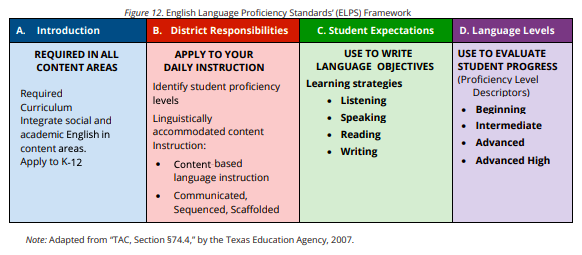 Figure 12. English Language Proficiency Standards' (ELPS) Framework
A. Introduction
B. District Responsibilities
C. Student Expectations
D. Language Levels
REQUIRED IN ALL
CONTENT AREAS
Required
Curriculum
Integrate social and
academic English in
content areas.
Apply to K-12
APPLY TO YOUR
DAILY INSTRUCTION
Identify student proficiency
levels
Linguistically
accommodated content
Instruction:
• Content-based
language instruction
• Communicated,
Sequenced, Scaffolded
USE TO WRITE
LANGUAGE OBJECTIVES
Learning strategies
• Listening
• Speaking
• Reading
• Writing
USE TO EVALUATE
STUDENT PROGRESS
(Proficiency Level
Descriptors)
• Beginning
• Intermediate
• Advanced
• Advanced High
Note: Adapted from "TAC, Section §74.4," by the Texas Education Agency, 2007.